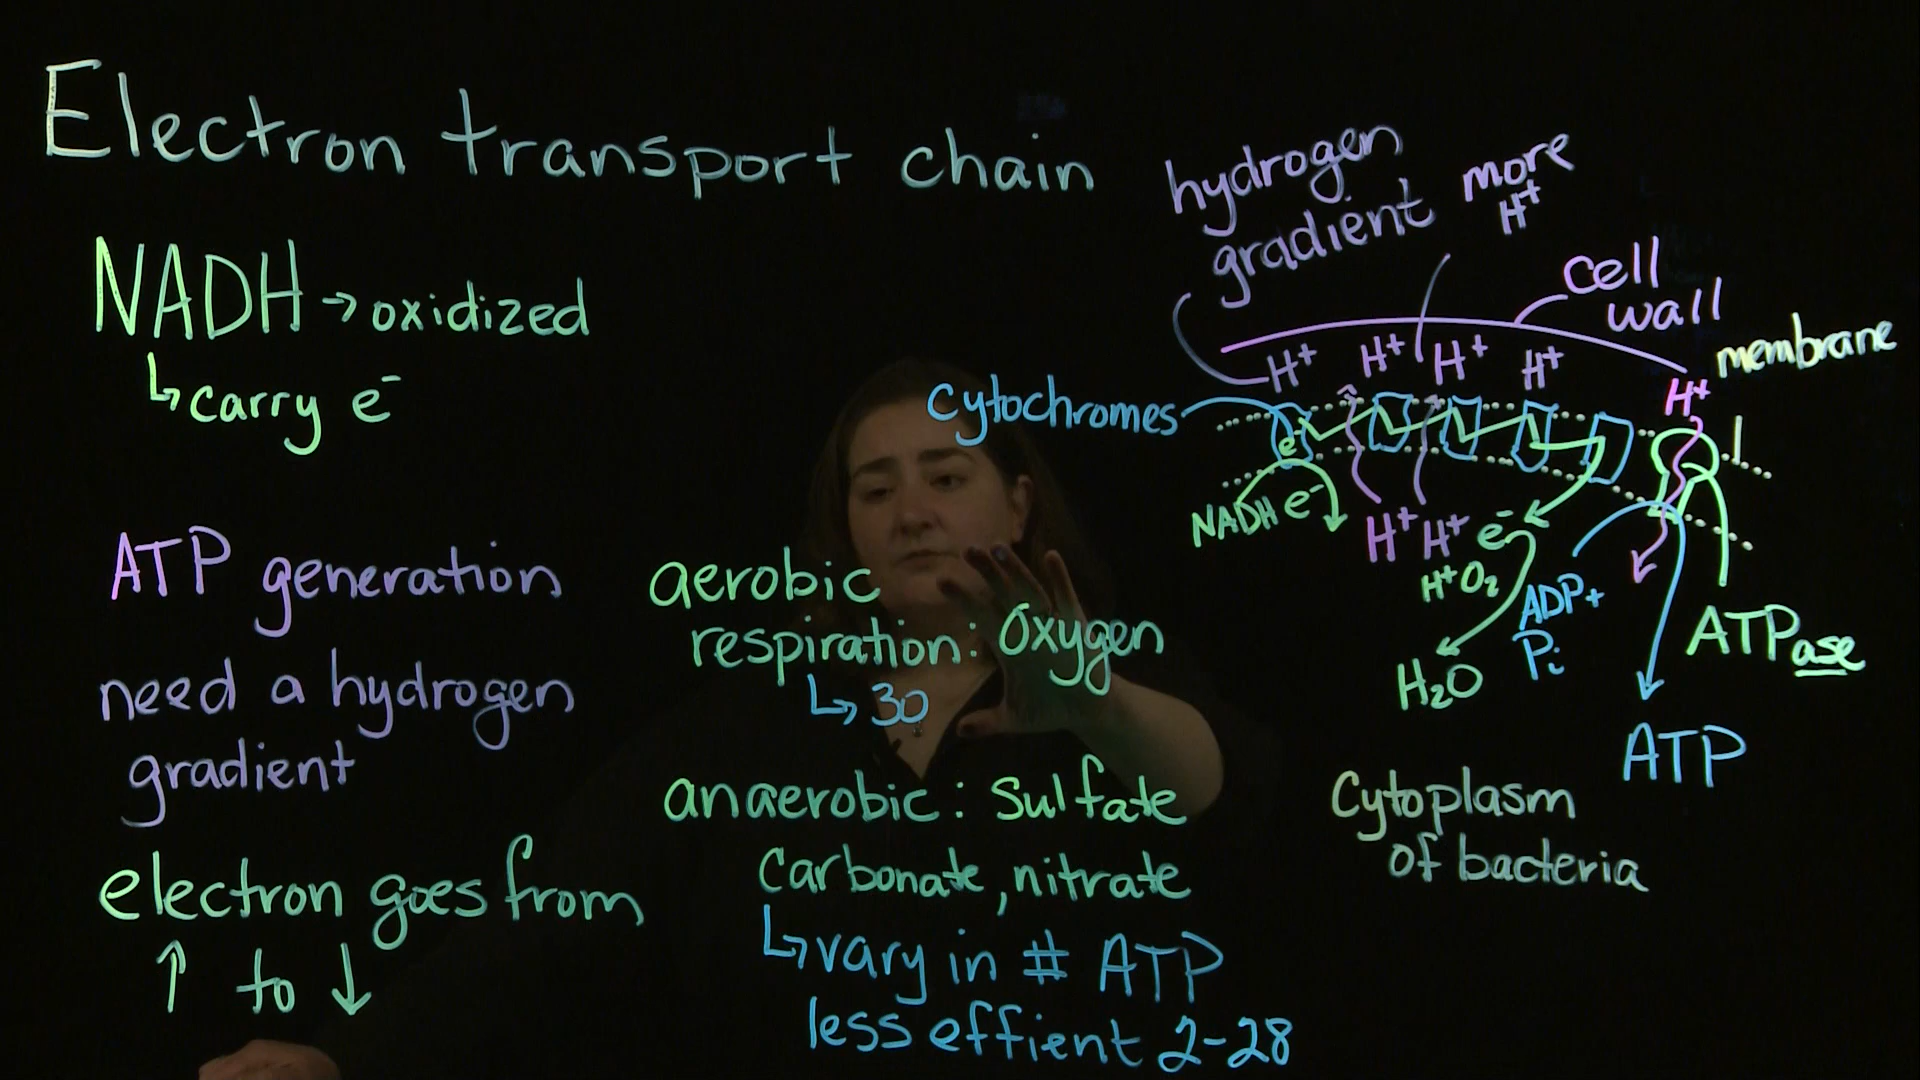 Electron transport chain
NADH → oxidized
↳ carry e⁻
ATP generation
need a hydrogen
gradient
electron goes from
↑ to ↓
aerobic
respiration: Oxygen
↳ 30
anaerobic: Sulfate
Carbonate, nitrate
↳ vary in # ATP
less effient 2-28
hydrogen
gradient
more
H⁺
cell
wall
membrane
H⁺ H⁺ H⁺ H⁺
H⁺
Cytochromes
e⁻
NADH e⁻
H⁺ H⁺ e⁻
H⁺ O₂
H₂O
ADP +
Pi
ATPase
ATP
Cytoplasm
of bacteria